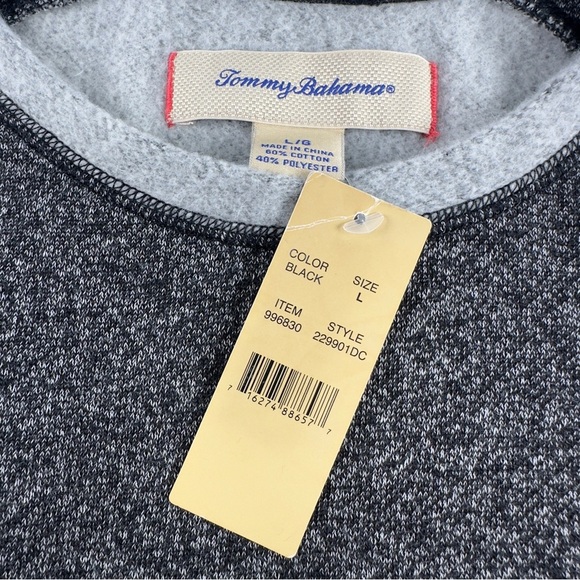 Tommy Bahama®
L/G
MADE IN CHINA
60% COTTON
40% POLYESTER
COLOR SIZE
BLACK L
ITEM STYLE
996830 229901DC
7 16274 88657 7